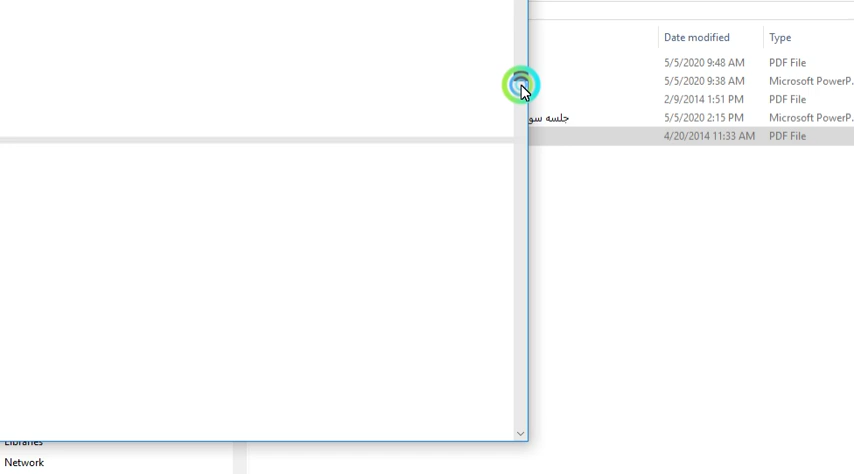 Date modified Type
5/5/2020 9:48 AM PDF File
5/5/2020 9:38 AM Microsoft PowerP...
2/9/2014 1:51 PM PDF File
جلسه سو 5/5/2020 2:15 PM Microsoft PowerP...
4/20/2014 11:33 AM PDF File
Libraries
Network